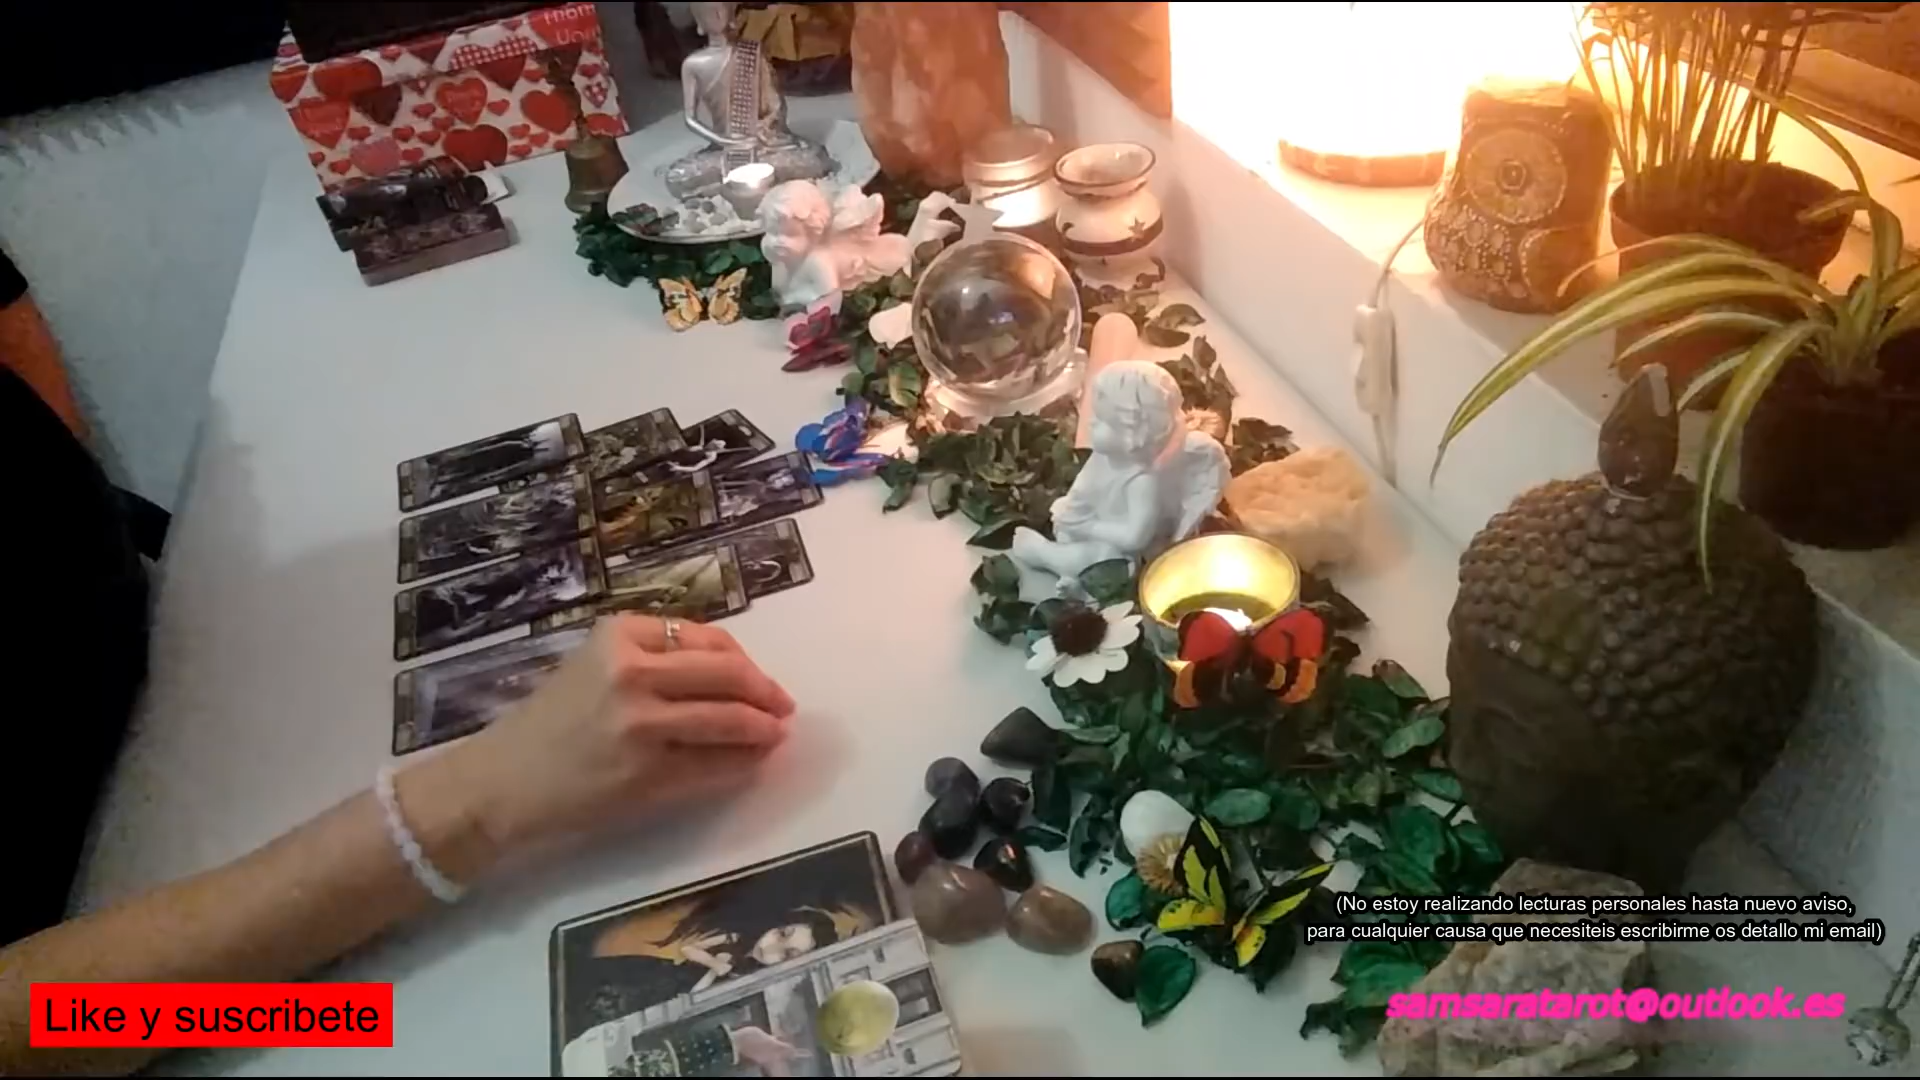 (No estoy realizando lecturas personales hasta nuevo aviso,
para cualquier causa que necesiteis escribirme os detallo mi email)
Like y suscribete
samsaratarot@outlook.es